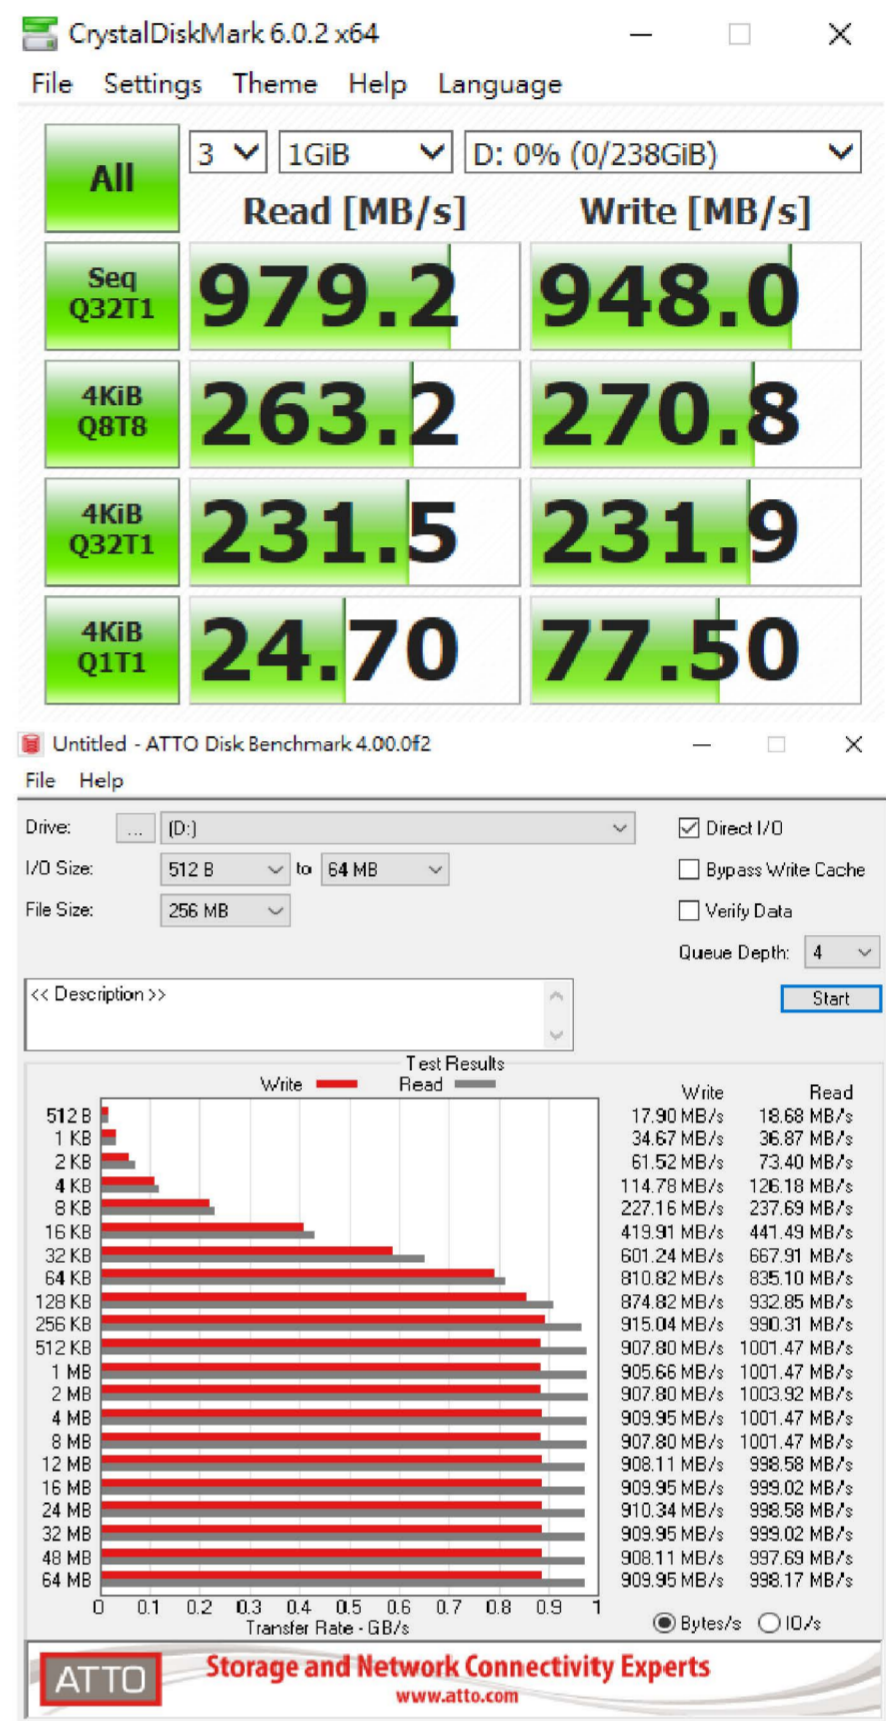 CrystalDiskMark 6.0.2 x64
File Settings Theme Help Language
All 3 1GiB D: 0% (0/238GiB)
Read [MB/s] Write [MB/s]
Seq
Q32T1 979.2 948.0
4KiB
Q8T8 263.2 270.8
4KiB
Q32T1 231.5 231.9
4KiB
Q1T1 24.70 77.50
Untitled - ATTO Disk Benchmark 4.00.0f2
File Help
Drive: ... (D:) Direct I/O
I/O Size: 512 B to 64 MB Bypass Write Cache
File Size: 256 MB Verify Data
Queue Depth: 4
<< Description >> Start
Test Results
Write Read Write Read
512 B 17.90 MB/s 18.68 MB/s
1 KB 34.67 MB/s 36.87 MB/s
2 KB 61.52 MB/s 73.40 MB/s
4 KB 114.78 MB/s 126.18 MB/s
8 KB 227.16 MB/s 237.69 MB/s
16 KB 419.91 MB/s 441.49 MB/s
32 KB 601.24 MB/s 667.91 MB/s
64 KB 810.82 MB/s 835.10 MB/s
128 KB 874.82 MB/s 932.85 MB/s
256 KB 915.04 MB/s 990.31 MB/s
512 KB 907.80 MB/s 1001.47 MB/s
1 MB 905.66 MB/s 1001.47 MB/s
2 MB 907.80 MB/s 1003.92 MB/s
4 MB 909.95 MB/s 1001.47 MB/s
8 MB 907.80 MB/s 1001.47 MB/s
12 MB 908.11 MB/s 998.58 MB/s
16 MB 909.95 MB/s 999.02 MB/s
24 MB 910.34 MB/s 998.58 MB/s
32 MB 909.95 MB/s 999.02 MB/s
48 MB 908.11 MB/s 997.69 MB/s
64 MB 909.95 MB/s 998.17 MB/s
0 0.1 0.2 0.3 0.4 0.5 0.6 0.7 0.8 0.9 1
Transfer Rate - GB/s Bytes/s IO/s
ATTO Storage and Network Connectivity Experts
www.atto.com